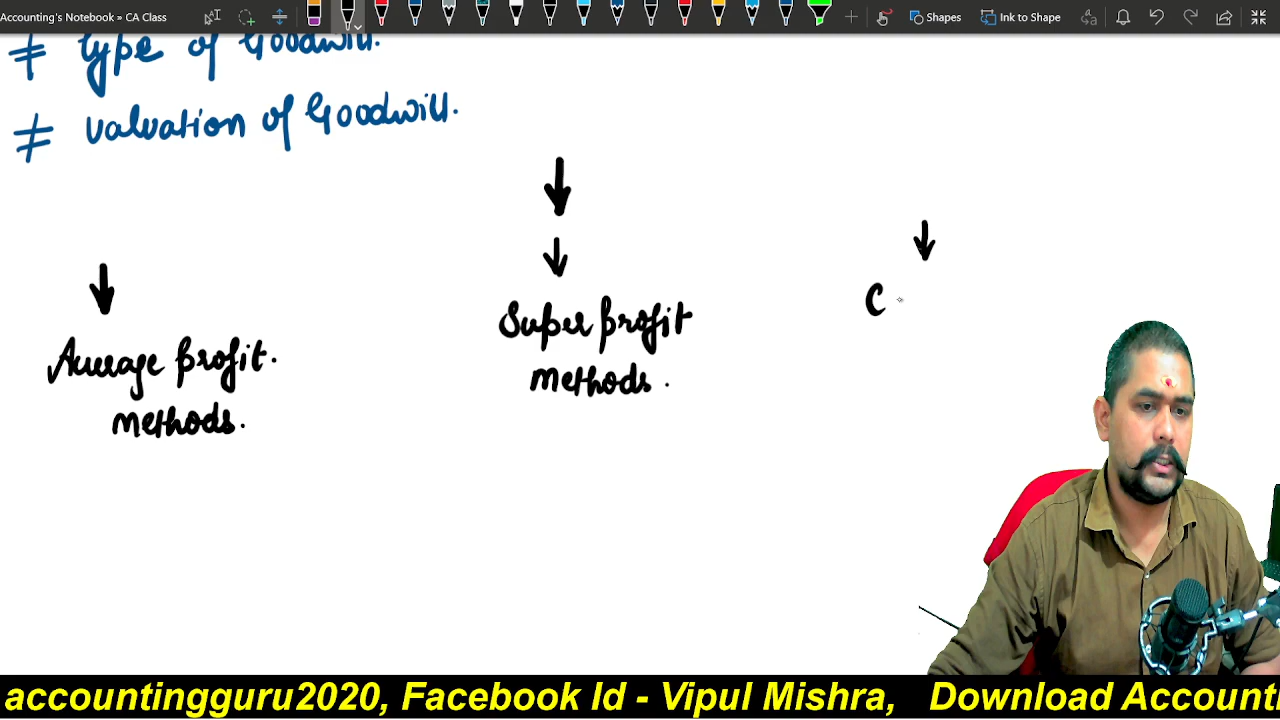 Accounting's Notebook » CA Class
Shapes
Ink to Shape
≠ type of Goodwill.
≠ valuation of Goodwill.
Average profit.
methods.
Super profit
methods.
C
accountingguru2020, Facebook Id - Vipul Mishra, Download Account